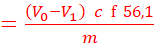 = (V₀−V₁) c f 56,1 / m